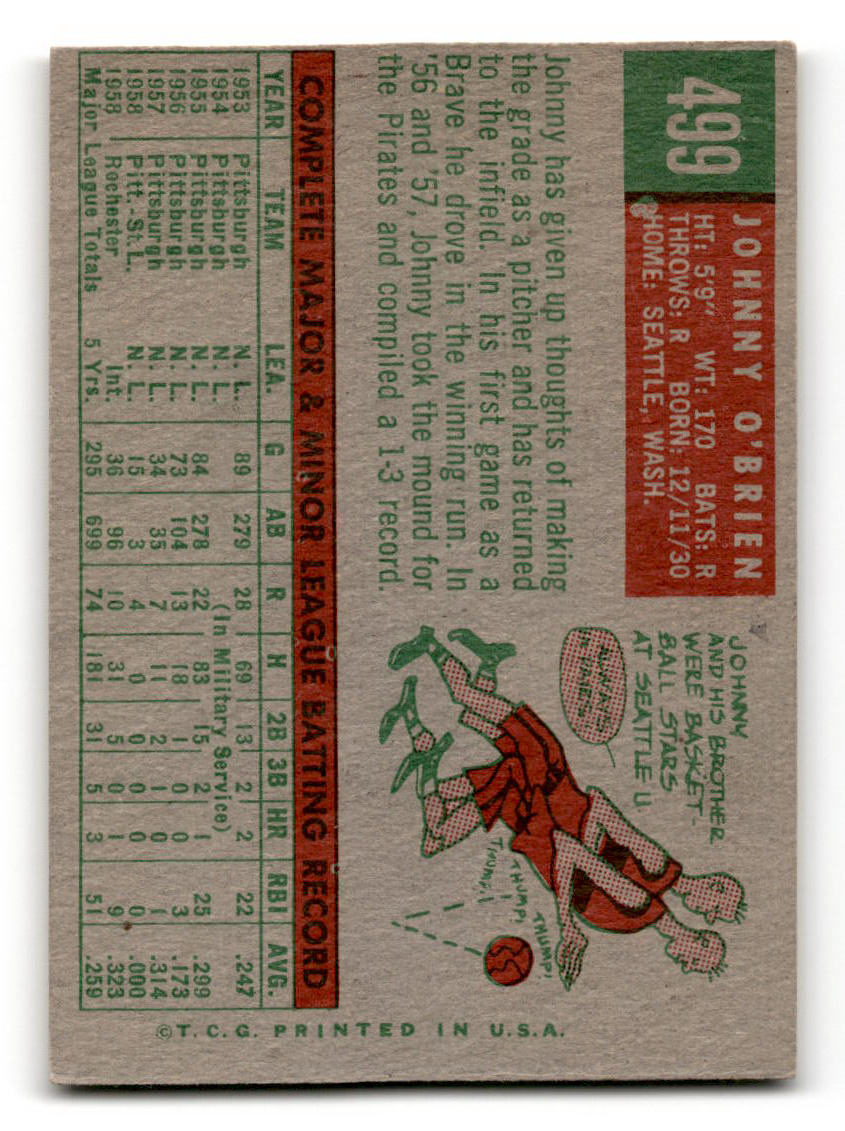 499
JOHNNY O'BRIEN
HT: 5'9" WT: 170 BATS: R
THROWS: R BORN: 12/11/30
HOME: SEATTLE, WASH.
Johnny has given up thoughts of making
the grade as a pitcher and has returned
to the infield. In his first game as a
Brave he drove in the winning run. In
'56 and '57, Johnny took the mound for
the Pirates and compiled a 1-3 record.
JOHNNY
AND HIS BROTHER
WERE BASKET-
BALL STARS
AT SEATTLE U.
ALWAYS
IN PAIRS
THUMP!
THUMP!
THUMP!
COMPLETE MAJOR & MINOR LEAGUE BATTING RECORD
YEAR TEAM LEA. G AB R H 2B 3B HR RBI AVG.
1953 Pittsburgh N. L. 89 279 28 69 13 2 2 22 .247
1954 Pittsburgh N. L. (In Military Service)
1955 Pittsburgh N. L. 84 278 22 83 15 2 1 25 .299
1956 Pittsburgh N. L. 73 104 13 18 1 0 0 3 .173
1957 Pittsburgh N. L. 34 35 7 11 2 1 0 1 .314
1958 Pitt.-St. L. N. L. 15 3 4 0 0 0 0 0 .000
1958 Rochester Int. 36 96 10 31 5 0 1 9 .323
Major League Totals 5 Yrs. 295 699 74 181 31 5 3 51 .259
©T. C. G. PRINTED IN U.S.A.